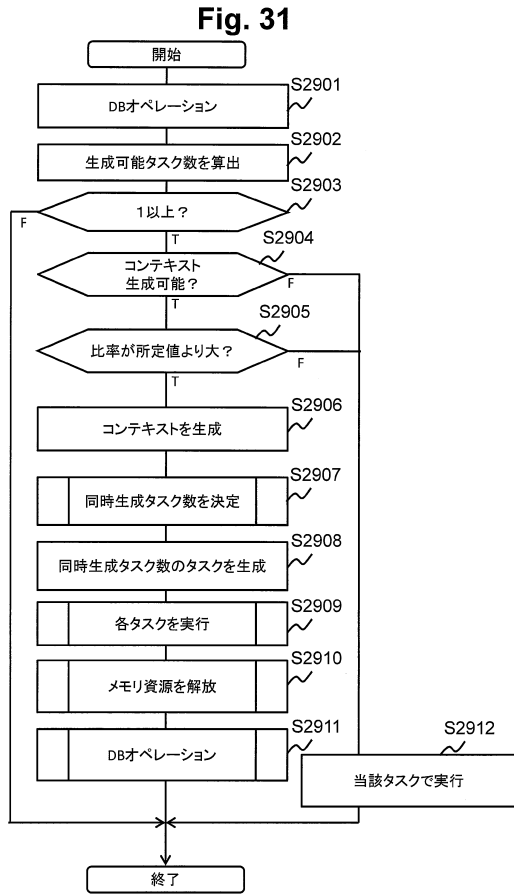 Fig. 31
開始
S2901
DBオペレーション
S2902
生成可能タスク数を算出
S2903
1以上？
F
T
S2904
コンテキスト
生成可能？
F
T
S2905
比率が所定値より大？
F
T
S2906
コンテキストを生成
S2907
同時生成タスク数を決定
S2908
同時生成タスク数のタスクを生成
S2909
各タスクを実行
S2910
メモリ資源を解放
S2911
DBオペレーション
S2912
当該タスクで実行
終了